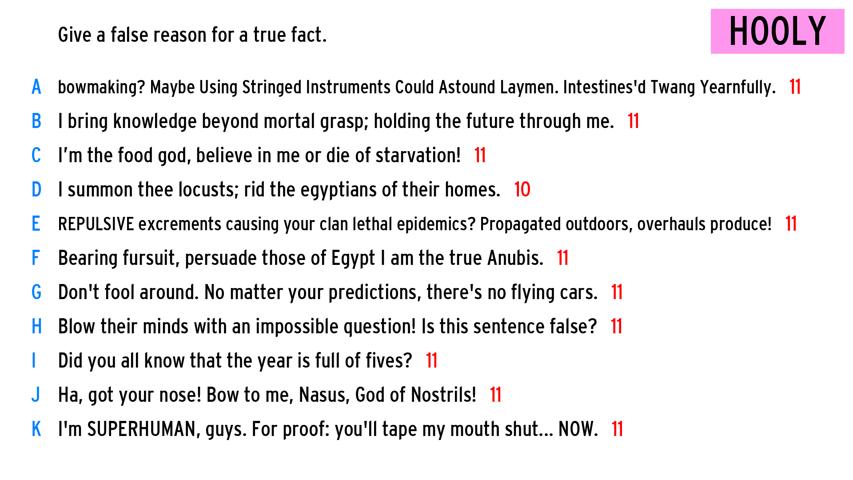 Give a false reason for a true fact.
HOOLY
A bowmaking? Maybe Using Stringed Instruments Could Astound Laymen. Intestines'd Twang Yearnfully. 11
B I bring knowledge beyond mortal grasp; holding the future through me. 11
C I'm the food god, believe in me or die of starvation! 11
D I summon thee locusts; rid the egyptians of their homes. 10
E REPULSIVE excrements causing your clan lethal epidemics? Propagated outdoors, overhauls produce! 11
F Bearing fursuit, persuade those of Egypt I am the true Anubis. 11
G Don't fool around. No matter your predictions, there's no flying cars. 11
H Blow their minds with an impossible question! Is this sentence false? 11
I Did you all know that the year is full of fives? 11
J Ha, got your nose! Bow to me, Nasus, God of Nostrils! 11
K I'm SUPERHUMAN, guys. For proof: you'll tape my mouth shut... NOW. 11